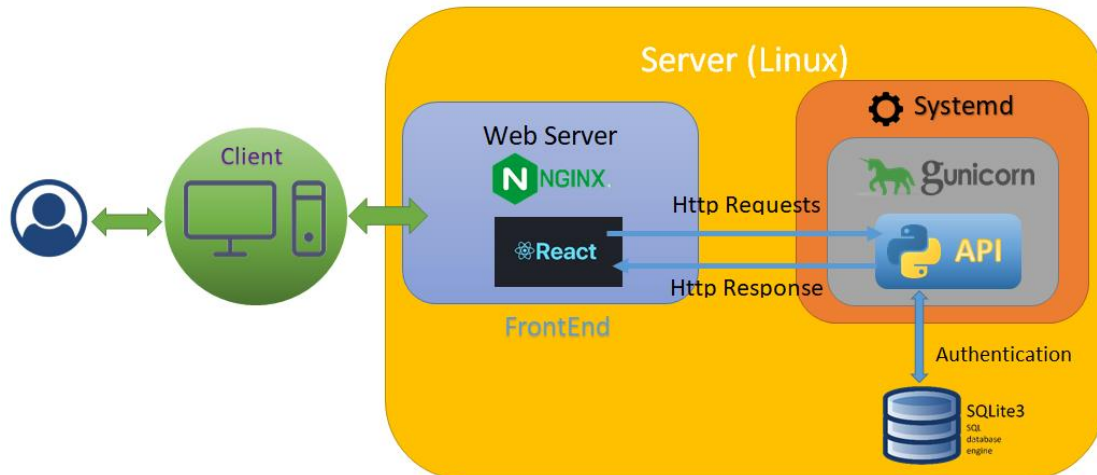 Server (Linux)
Systemd
Client
Web Server
NGINX
gunicorn
Http Requests
React
API
Http Response
FrontEnd
Authentication
SQLite3
SQL
database
engine